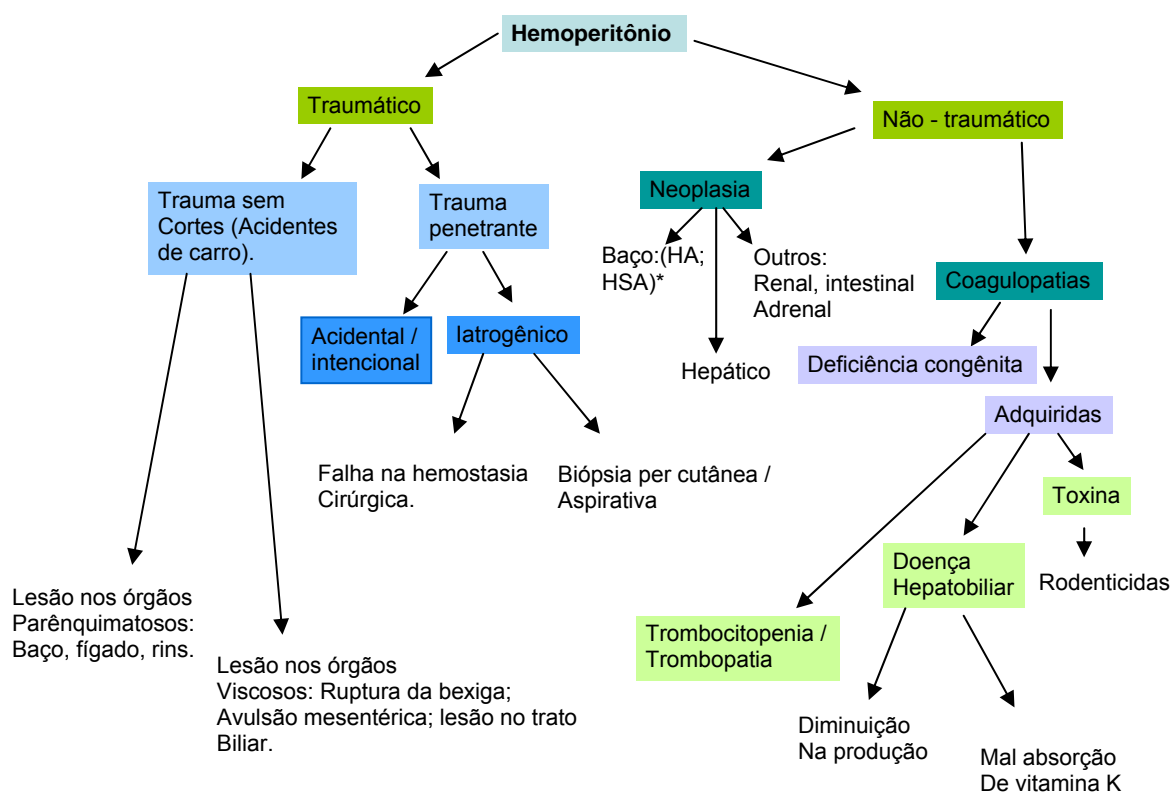 Hemoperitônio
Traumático
Não - traumático
Trauma sem
Cortes (Acidentes
de carro).
Trauma
penetrante
Neoplasia
Baço:(HA;
HSA)*
Outros:
Renal, intestinal
Adrenal
Coagulopatias
Acidental /
intencional
Iatrogênico
Hepático
Deficiência congênita
Adquiridas
Falha na hemostasia
Cirúrgica.
Biópsia per cutânea /
Aspirativa
Toxina
Doença
Hepatobiliar
Rodenticidas
Lesão nos órgãos
Parênquimatosos:
Baço, fígado, rins.
Trombocitopenia /
Trombopatia
Lesão nos órgãos
Viscosos: Ruptura da bexiga;
Avulsão mesentérica; lesão no trato
Biliar.
Diminuição
Na produção
Mal absorção
De vitamina K